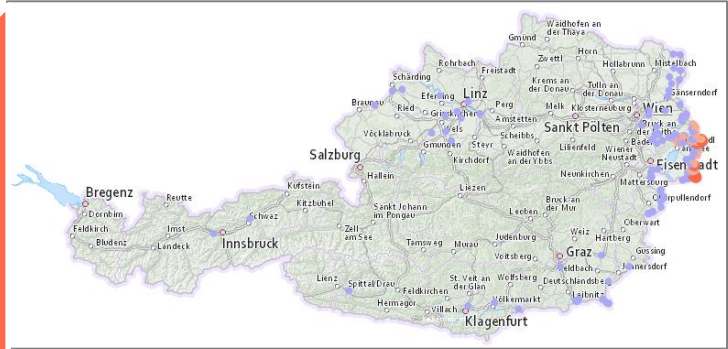 Waidhofen an
der Thaya
Gmünd
Horn
Zwettl
Hollabrunn
Mistelbach
Rohrbach
Freistadt
Schärding
Krems an
der Donau
Tulln an
der Donau
Gänserndorf
Linz
Eferding
Braunau
Ried
Grieskirchen
Perg
Melk
Klosterneuburg
Wien
Wels
Amstetten
Sankt Pölten
Bruck an
Vöcklabruck
Steyr
Scheibbs
Lilienfeld
Gmunden
Waidhofen
an der Ybbs
Wiener
Neustadt
Eisenstadt
Salzburg
Kirchdorf
Hallein
Neunkirchen
Mattersburg
Bregenz
Reutte
Kufstein
Liezen
Oberpullendorf
Dornbirn
Kitzbühel
Sankt Johann
im Pongau
Bruck an
der Mur
Feldkirch
Imst
Schwaz
Leoben
Oberwart
Bludenz
Landeck
Innsbruck
Zell
am See
Tamsweg
Murau
Judenburg
Weiz
Hartberg
Voitsberg
Graz
Güssing
Feldbach
Jennersdorf
Lienz
Spittal/Drau
St. Veit an
der Glan
Wolfsberg
Deutschlandsberg
Feldkirchen
Leibnitz
Hermagor
Villach
Völkermarkt
Klagenfurt